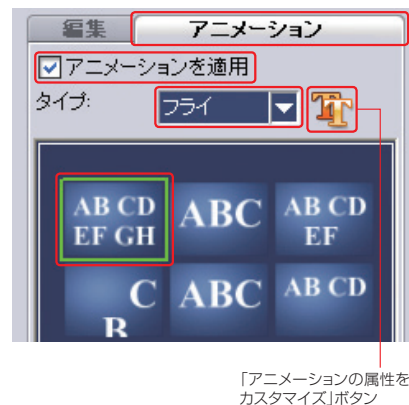 編集 アニメーション
アニメーションを適用
タイプ: フライ
AB CD ABC AB CD
EF GH EF
C ABC AB CD
B
「アニメーションの属性を
カスタマイズ」ボタン